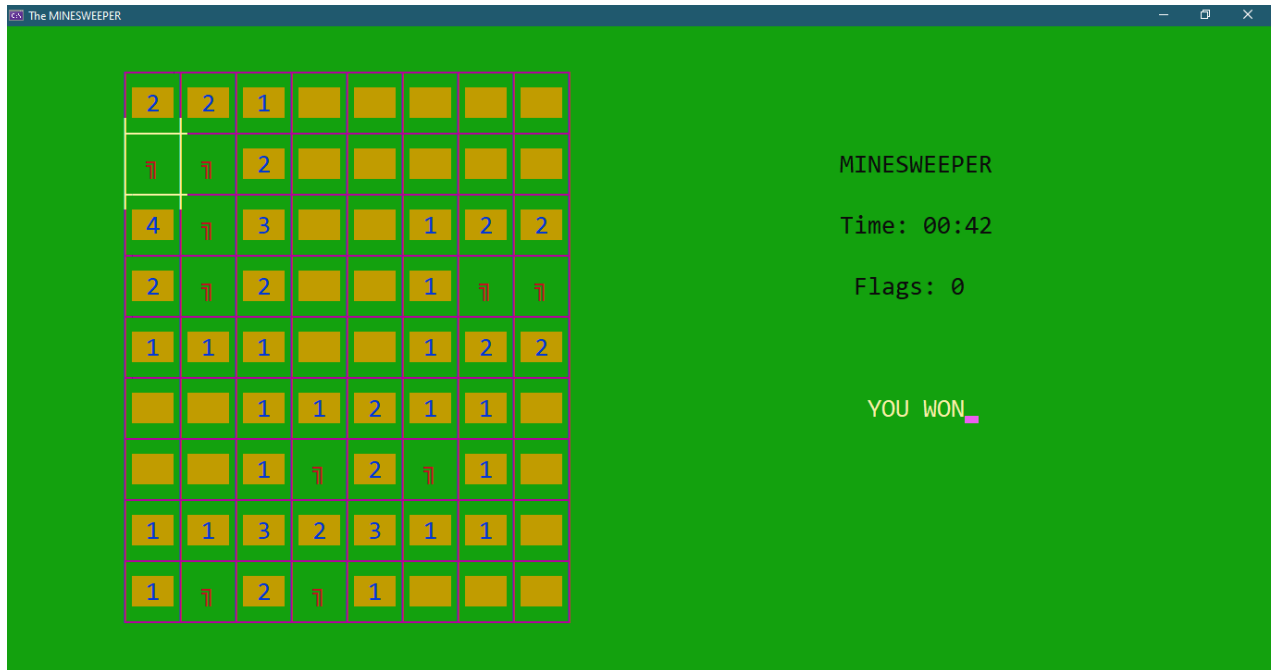 The MINESWEEPER
2 2 1
╗ ╗ 2
4 ╗ 3 1 2 2
2 ╗ 2 1 ╗ ╗
1 1 1 1 2 2
1 1 2 1 1
1 ╗ 2 ╗ 1
1 1 3 2 3 1 1
1 ╗ 2 ╗ 1
MINESWEEPER
Time: 00:42
Flags: 0
YOU WON